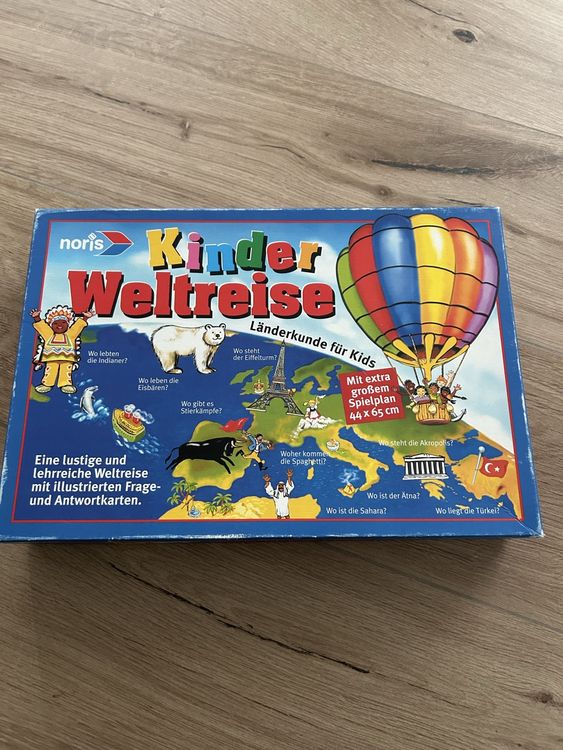 noris
Kinder
Weltreise
Länderkunde für Kids
Mit extra
großem
Spielplan
44 x 65 cm
Wo lebten
die Indianer?
Wo leben die
Eisbären?
Wo steht
der Eiffelturm?
Wo gibt es
Stierkämpfe?
Woher kommen
die Spaghetti?
Wo steht die Akropolis?
Wo ist der Ätna?
Wo ist die Sahara?
Wo liegt die Türkei?
Eine lustige und
lehrreiche Weltreise
mit illustrierten Frage-
und Antwortkarten.